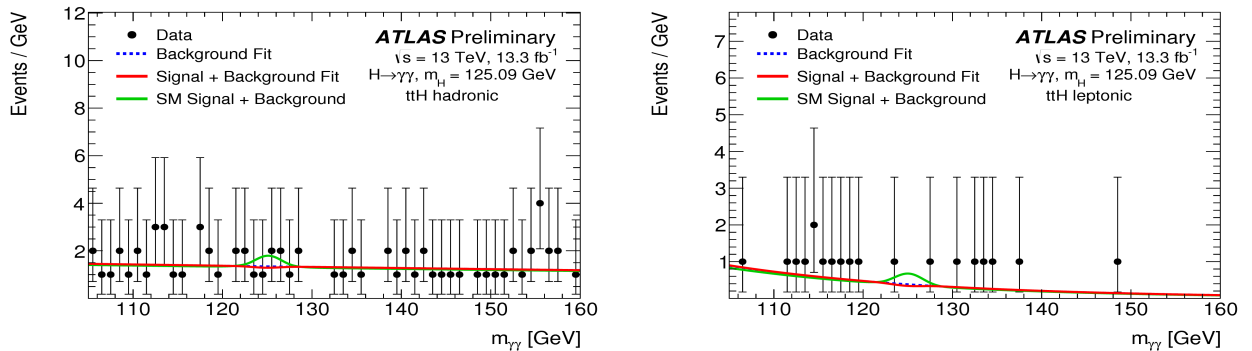 Events / GeV
12
10
8
6
4
2
Data
Background Fit
Signal + Background Fit
SM Signal + Background
ATLAS Preliminary
√s = 13 TeV, 13.3 fb⁻¹
H→γγ, m_H = 125.09 GeV
ttH hadronic
110 120 130 140 150 160
m_γγ [GeV]
Events / GeV
7
6
5
4
3
2
1
Data
Background Fit
Signal + Background Fit
SM Signal + Background
ATLAS Preliminary
√s = 13 TeV, 13.3 fb⁻¹
H→γγ, m_H = 125.09 GeV
ttH leptonic
110 120 130 140 150 160
m_γγ [GeV]